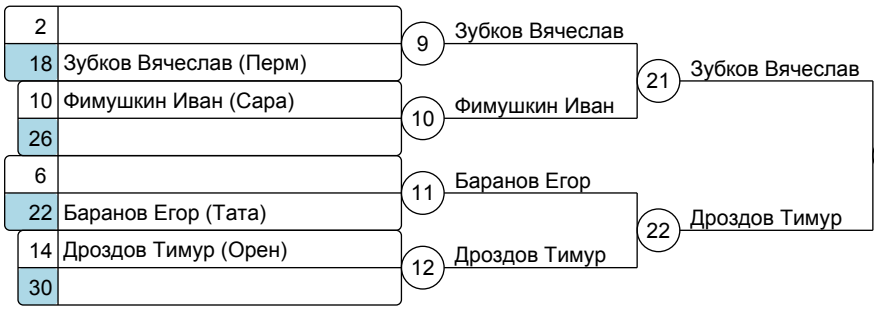 2
9
Зубков Вячеслав
18 Зубков Вячеслав (Перм)
21
Зубков Вячеслав
10 Фимушкин Иван (Сара)
10
Фимушкин Иван
26
6
11
Баранов Егор
22 Баранов Егор (Тата)
22
Дроздов Тимур
14 Дроздов Тимур (Орен)
12
Дроздов Тимур
30